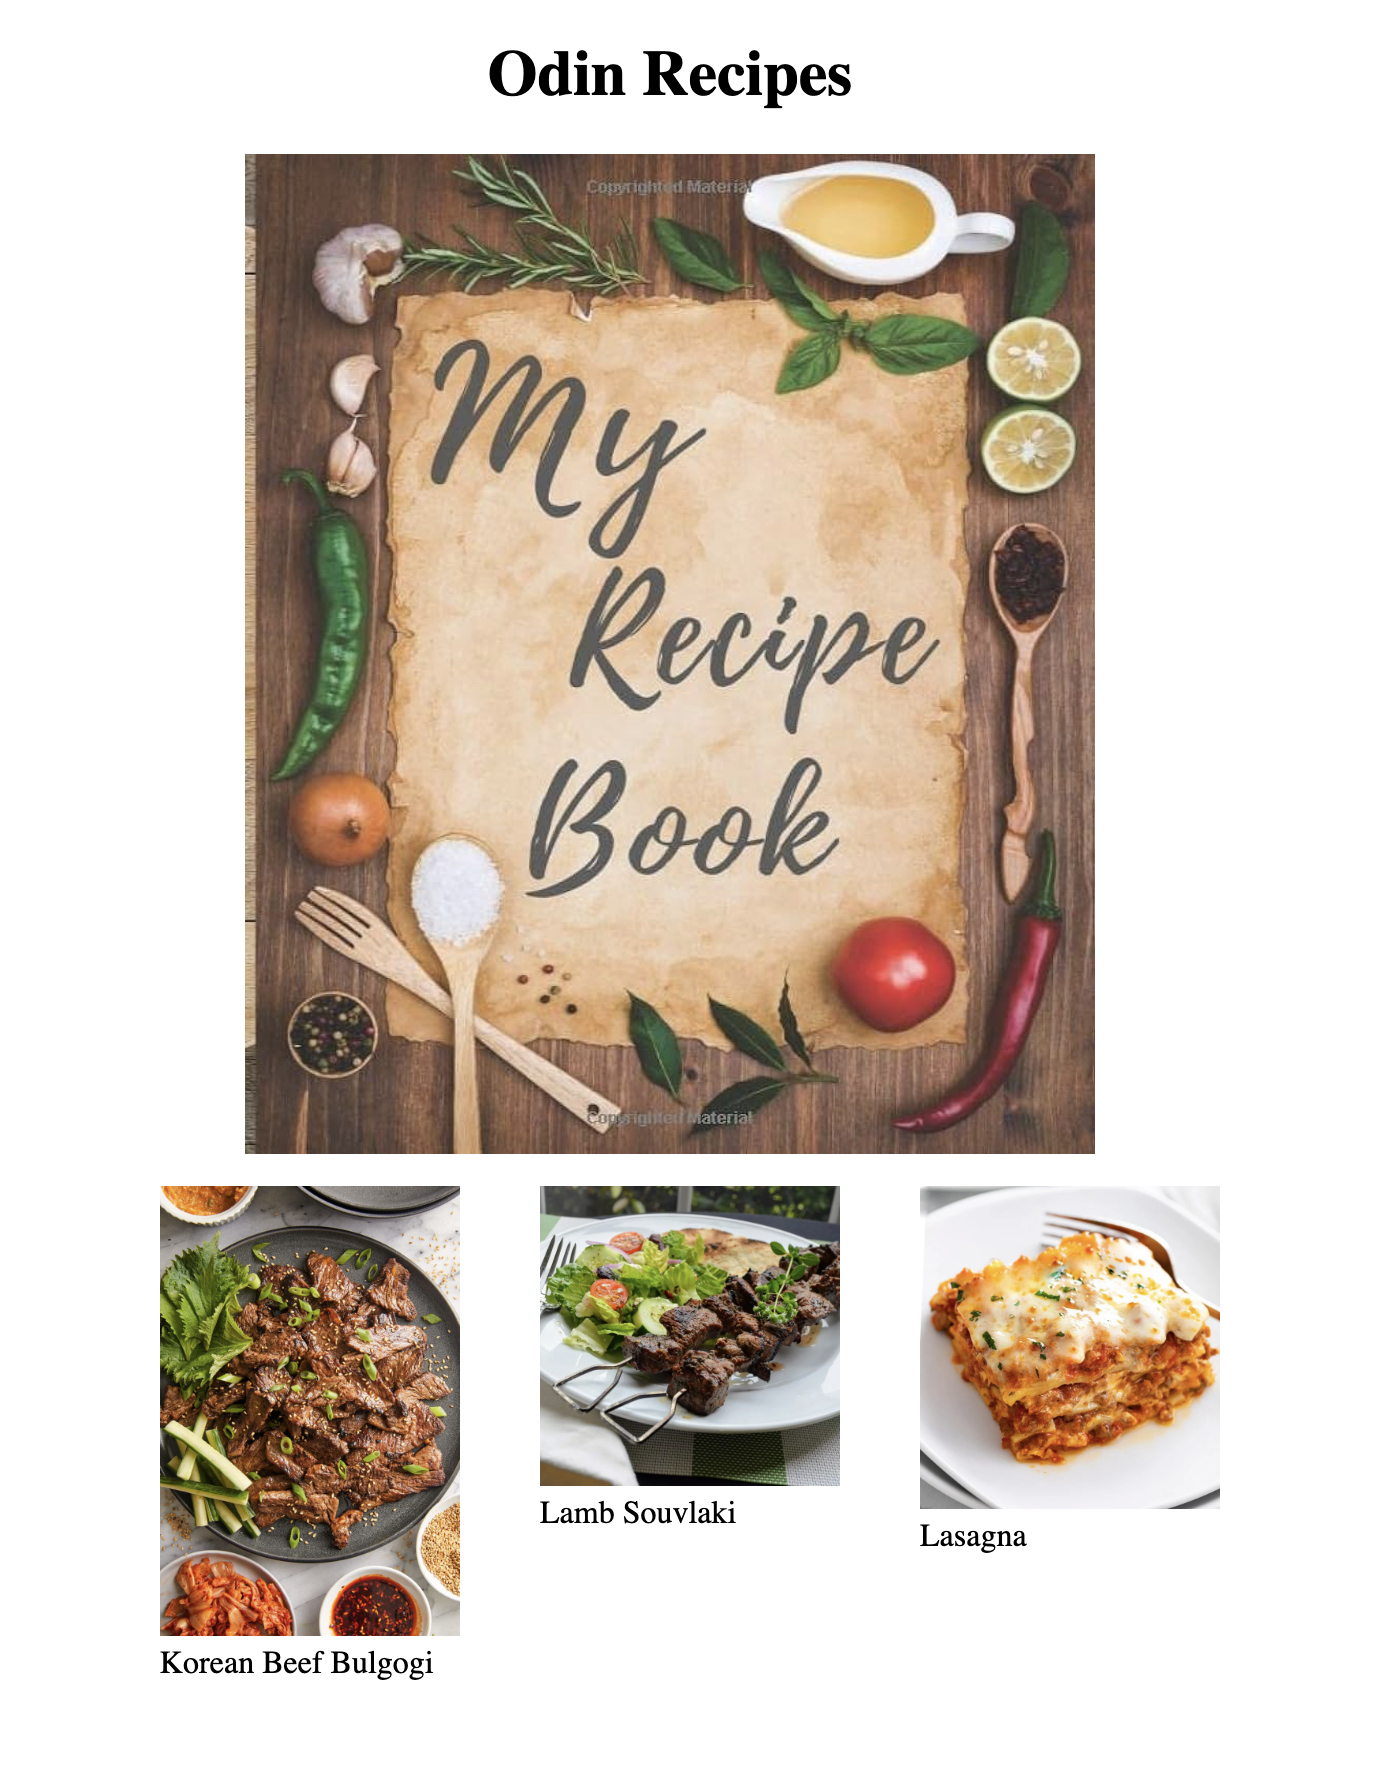 Odin Recipes
Copyrighted Material
My
Recipe
Book
Copyrighted Material
Korean Beef Bulgogi
Lamb Souvlaki
Lasagna